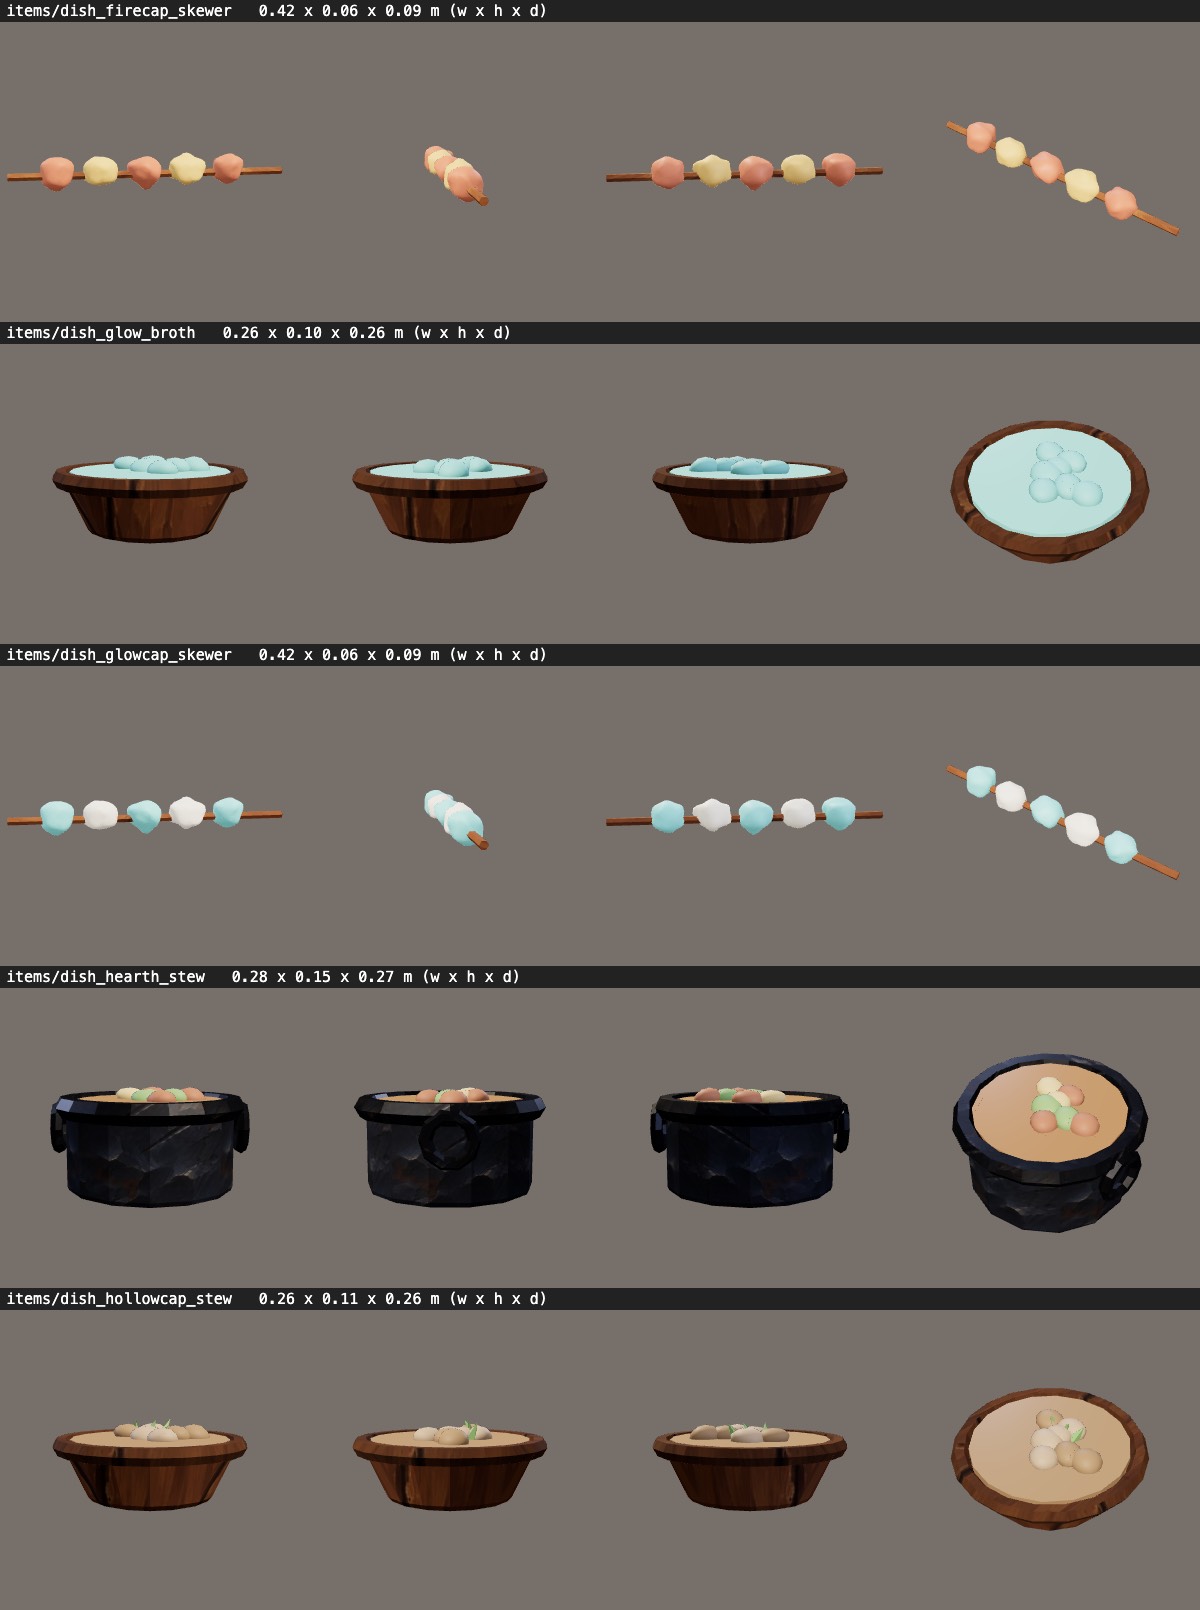 items/dish_firecap_skewer   0.42 x 0.06 x 0.09 m (w x h x d)
items/dish_glow_broth   0.26 x 0.10 x 0.26 m (w x h x d)
items/dish_glowcap_skewer   0.42 x 0.06 x 0.09 m (w x h x d)
items/dish_hearth_stew   0.28 x 0.15 x 0.27 m (w x h x d)
items/dish_hollowcap_stew   0.26 x 0.11 x 0.26 m (w x h x d)